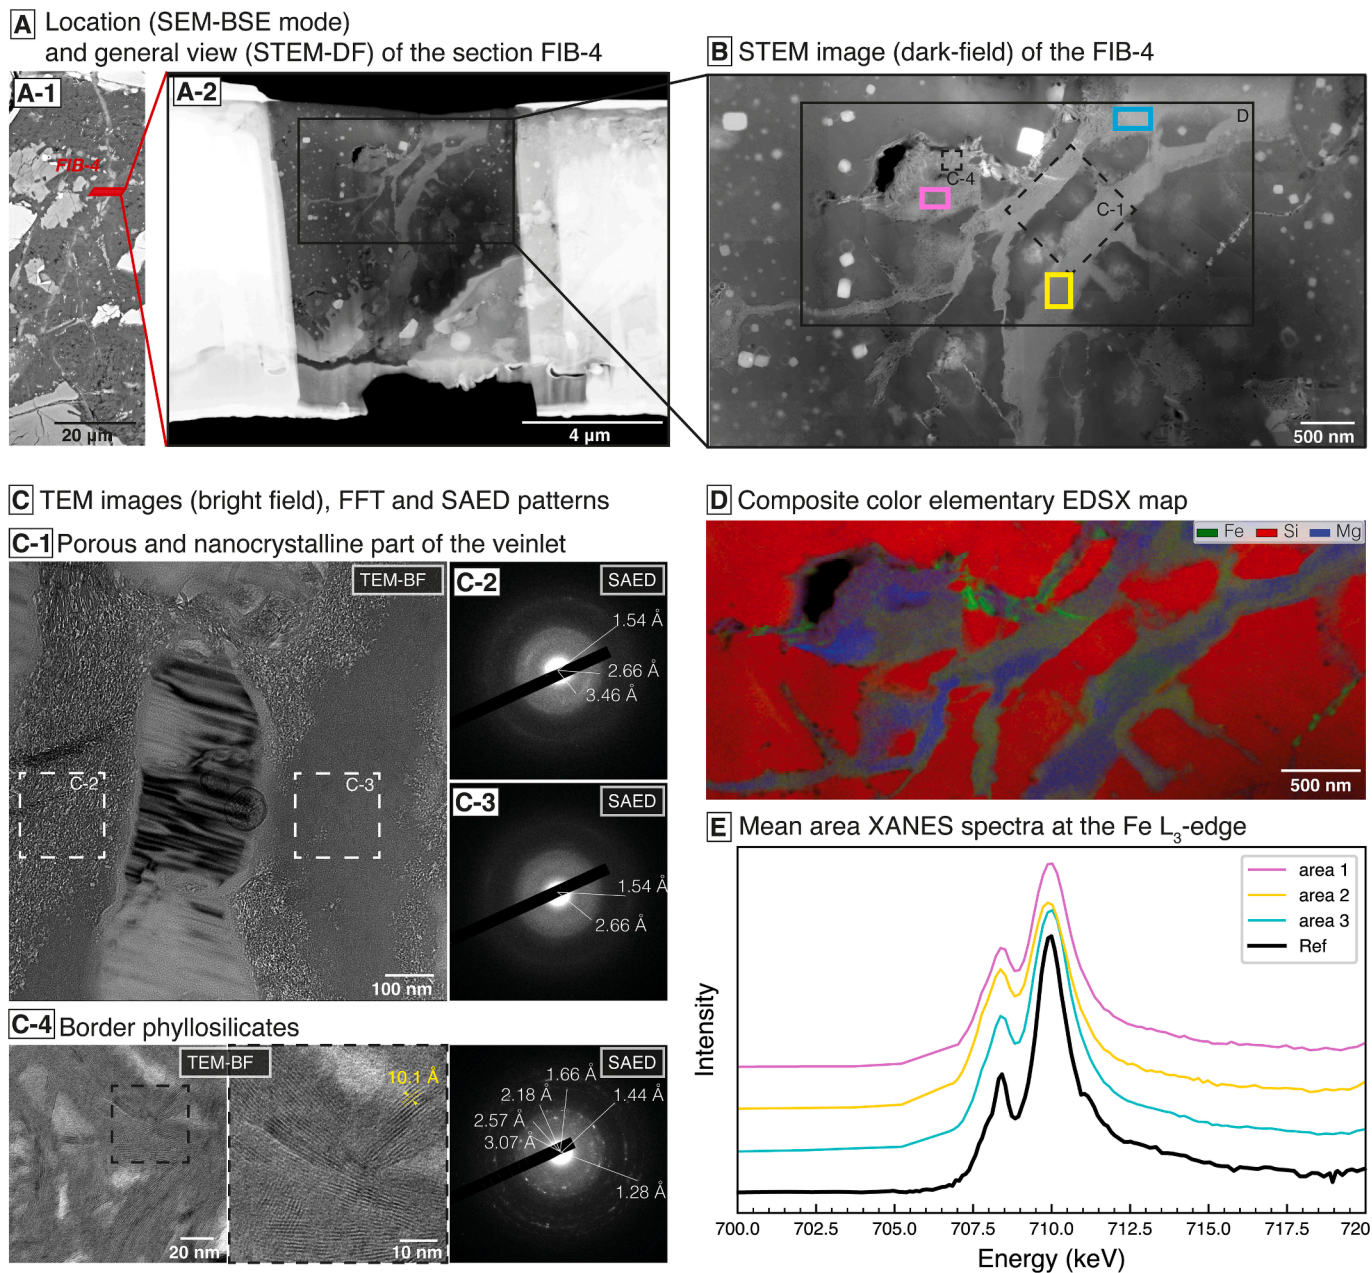 A Location (SEM-BSE mode)
and general view (STEM-DF) of the section FIB-4
A-1
FIB-4
20 µm
A-2
4 µm
B STEM image (dark-field) of the FIB-4
D
C-4
C-1
500 nm
C TEM images (bright field), FFT and SAED patterns
C-1 Porous and nanocrystalline part of the veinlet
TEM-BF
C-2
C-3
100 nm
C-2
SAED
1.54 Å
2.66 Å
3.46 Å
C-3
SAED
1.54 Å
2.66 Å
C-4 Border phyllosilicates
TEM-BF
20 nm
10.1 Å
10 nm
SAED
1.66 Å
2.18 Å
1.44 Å
2.57 Å
3.07 Å
1.28 Å
D Composite color elementary EDSX map
Fe Si Mg
500 nm
E Mean area XANES spectra at the Fe L3-edge
area 1
area 2
area 3
Ref
Intensity
700.0 702.5 705.0 707.5 710.0 712.5 715.0 717.5 720
Energy (keV)